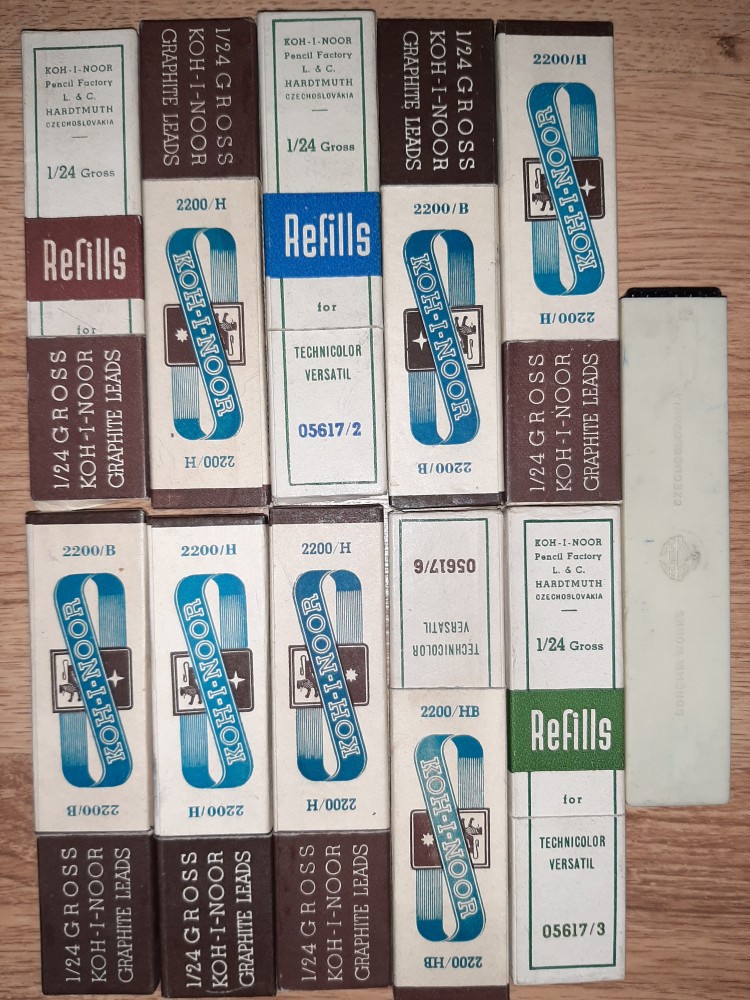 KOH-I-NOOR
Pencil Factory
L. & C.
HARDTMUTH
CZECHOSLOVAKIA
1/24 Gross
Refills
for
1/24 GROSS
KOH-I-NOOR
GRAPHITE LEADS
1/24 GROSS
KOH-I-NOOR
GRAPHITE LEADS
2200/H
KOH-I-NOOR
2200/H
KOH-I-NOOR
Pencil Factory
L. & C.
HARDTMUTH
CZECHOSLOVAKIA
1/24 Gross
Refills
for
TECHNICOLOR
VERSATIL
05617/2
1/24 GROSS
KOH-I-NOOR
GRAPHITE LEADS
2200/B
KOH-I-NOOR
2200/B
2200/H
KOH-I-NOOR
2200/H
1/24 GROSS
KOH-I-NOOR
GRAPHITE LEADS
2200/B
KOH-I-NOOR
2200/B
1/24 GROSS
KOH-I-NOOR
GRAPHITE LEADS
2200/H
KOH-I-NOOR
2200/H
1/24 GROSS
KOH-I-NOOR
GRAPHITE LEADS
2200/H
KOH-I-NOOR
2200/H
1/24 GROSS
KOH-I-NOOR
GRAPHITE LEADS
TECHNICOLOR
VERSATIL
05617/6
2200/HB
KOH-I-NOOR
2200/HB
KOH-I-NOOR
Pencil Factory
L. & C.
HARDTMUTH
CZECHOSLOVAKIA
1/24 Gross
Refills
for
TECHNICOLOR
VERSATIL
05617/3